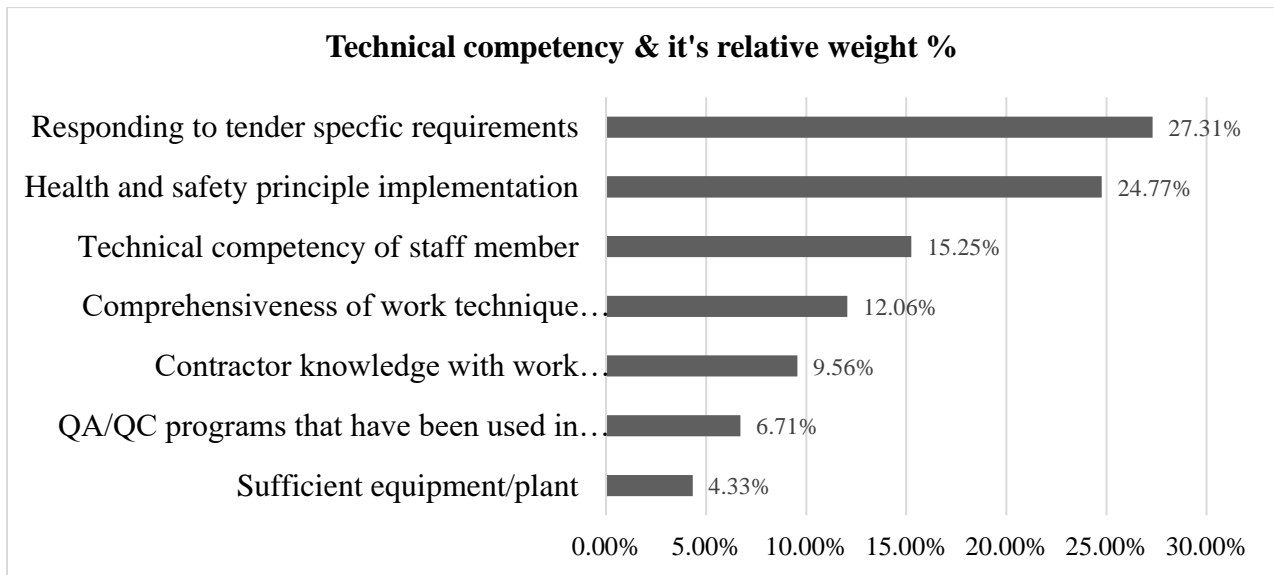 Technical competency & it's relative weight %
Responding to tender specfic requirements
27.31%
Health and safety principle implementation
24.77%
Technical competency of staff member
15.25%
Comprehensiveness of work technique…
12.06%
Contractor knowledge with work…
9.56%
QA/QC programs that have been used in…
6.71%
Sufficient equipment/plant
4.33%
0.00% 5.00% 10.00% 15.00% 20.00% 25.00% 30.00%